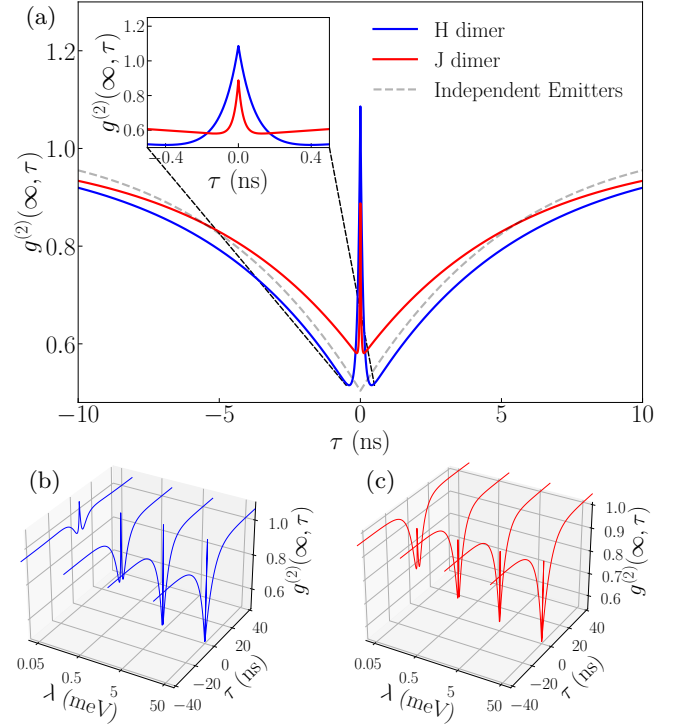 (a)
H dimer
J dimer
Independent Emitters
g⁽²⁾(∞, τ)
1.2
1.0
0.8
0.6
−10
−5
0
5
10
τ (ns)
g⁽²⁾(∞, τ)
1.2
1.0
0.8
0.6
−0.4
0.0
0.4
τ (ns)
(b)
g⁽²⁾(∞, τ)
1.0
0.8
0.6
0.05
0.5
5
50
λ (meV)
−40
−20
0
20
40
τ (ns)
(c)
g⁽²⁾(∞, τ)
1.0
0.9
0.8
0.7
0.05
0.5
5
50
λ (meV)
−40
−20
0
20
40
τ (ns)